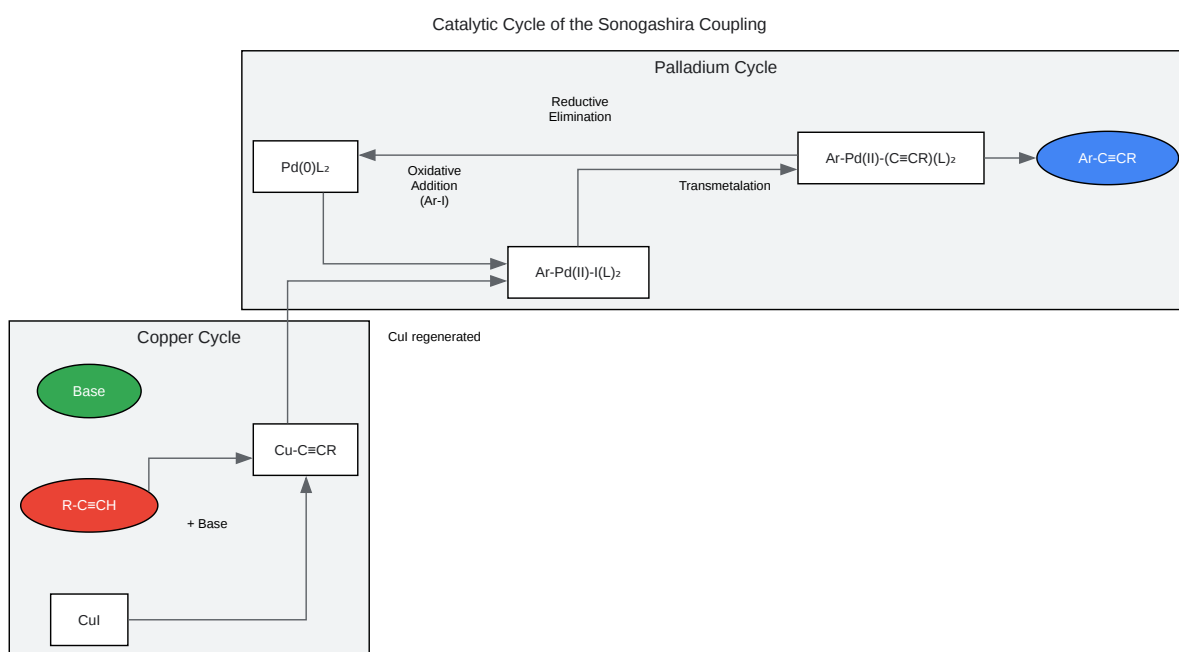 Catalytic Cycle of the Sonogashira Coupling
Palladium Cycle
Reductive
Elimination
Pd(0)L₂
Ar-Pd(II)-(C≡CR)(L)₂
Ar-C≡CR
Oxidative
Addition
(Ar-I)
Transmetalation
Ar-Pd(II)-I(L)₂
Copper Cycle
CuI regenerated
Base
Cu-C≡CR
R-C≡CH
+ Base
CuI